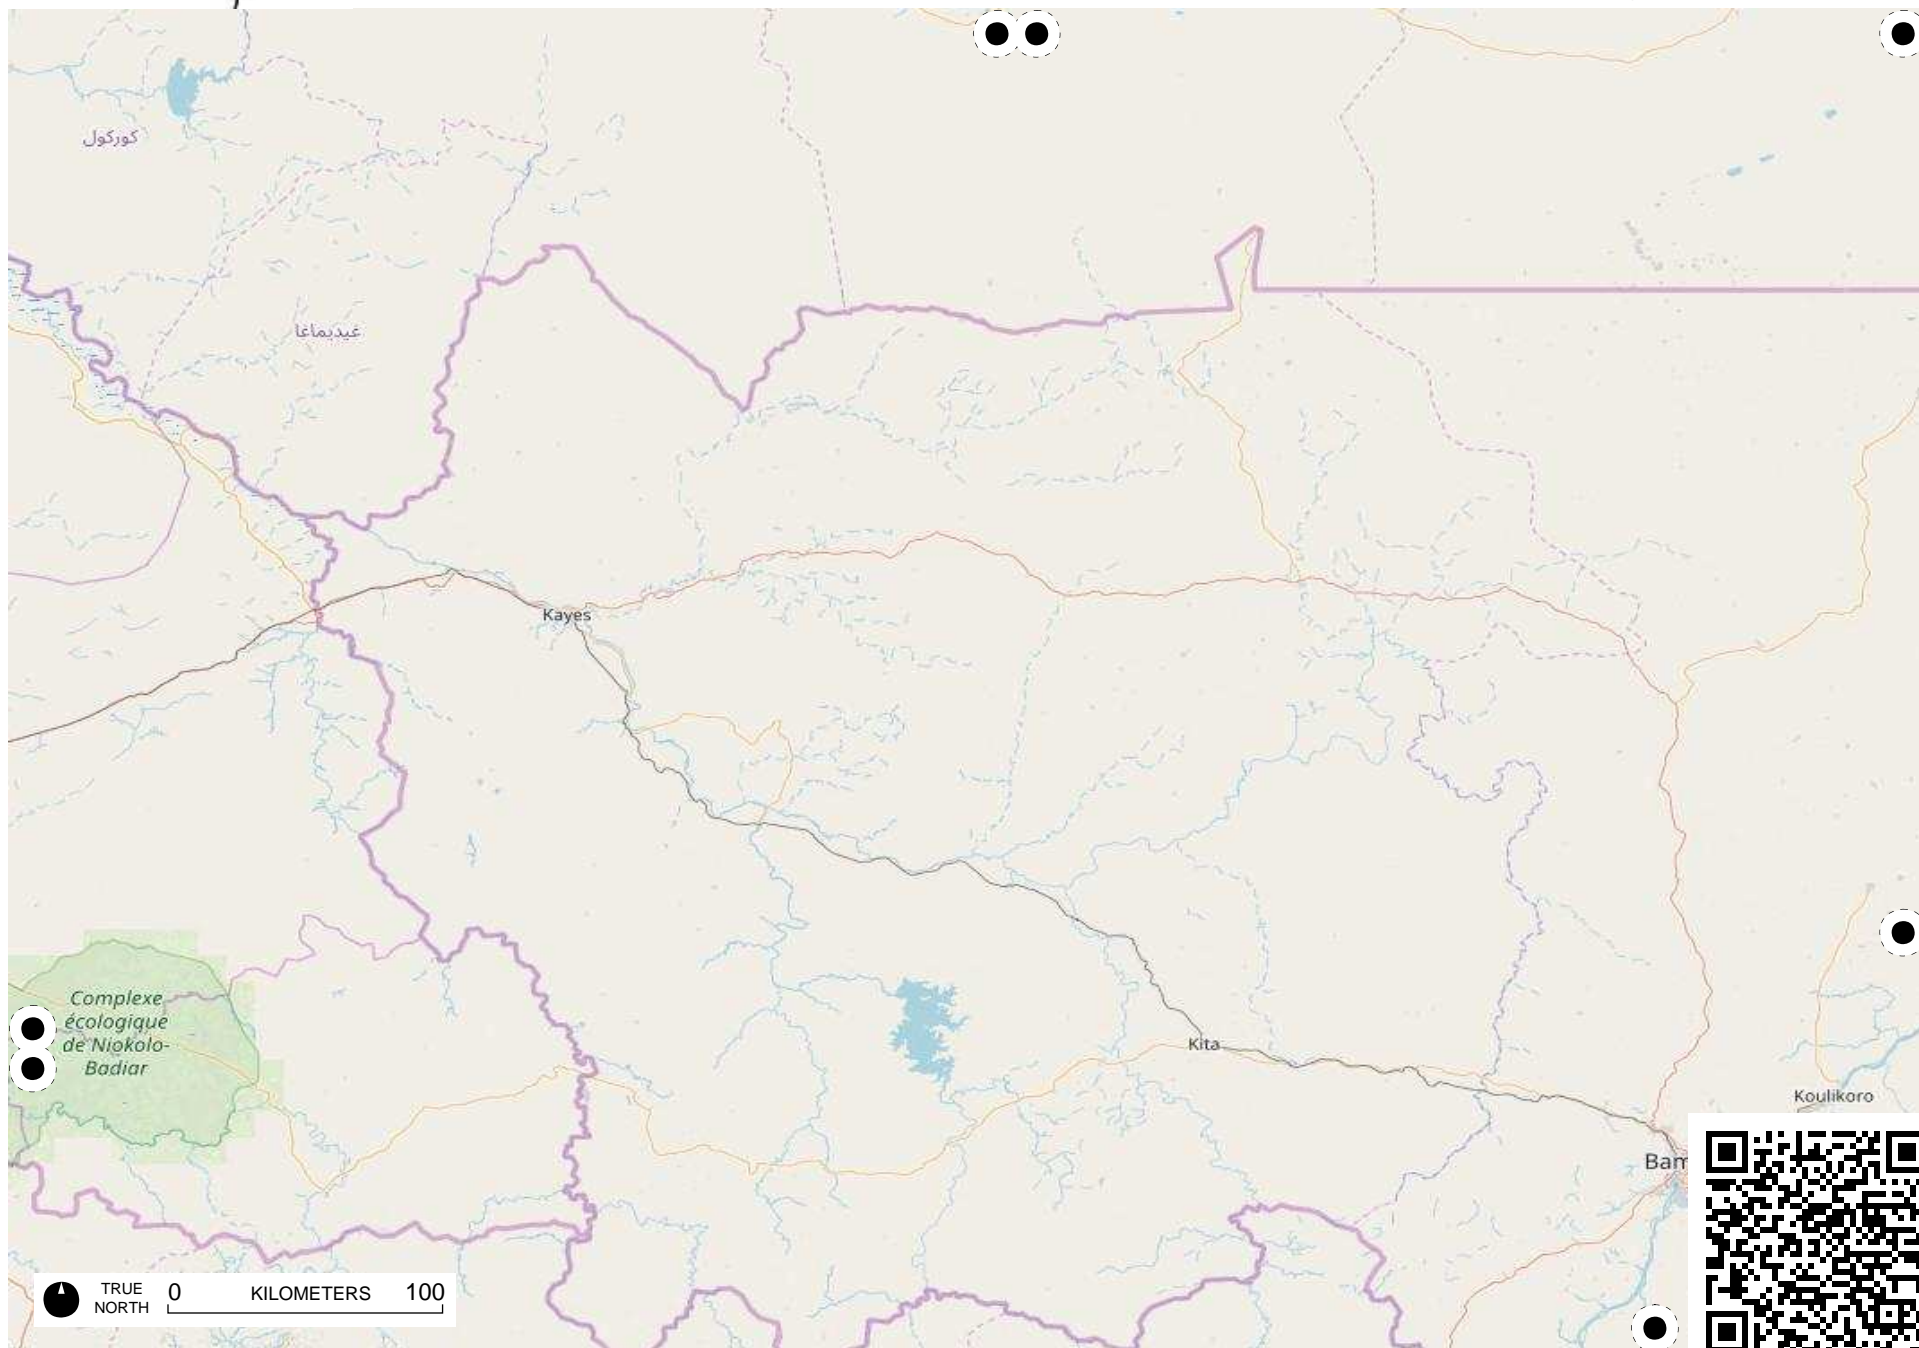 كوركول
غيديماغا
Kayes
Complexe
écologique
de Niokolo-
Badiar
Kita
Koulikoro
Bam
TRUE
NORTH
0 KILOMETERS 100